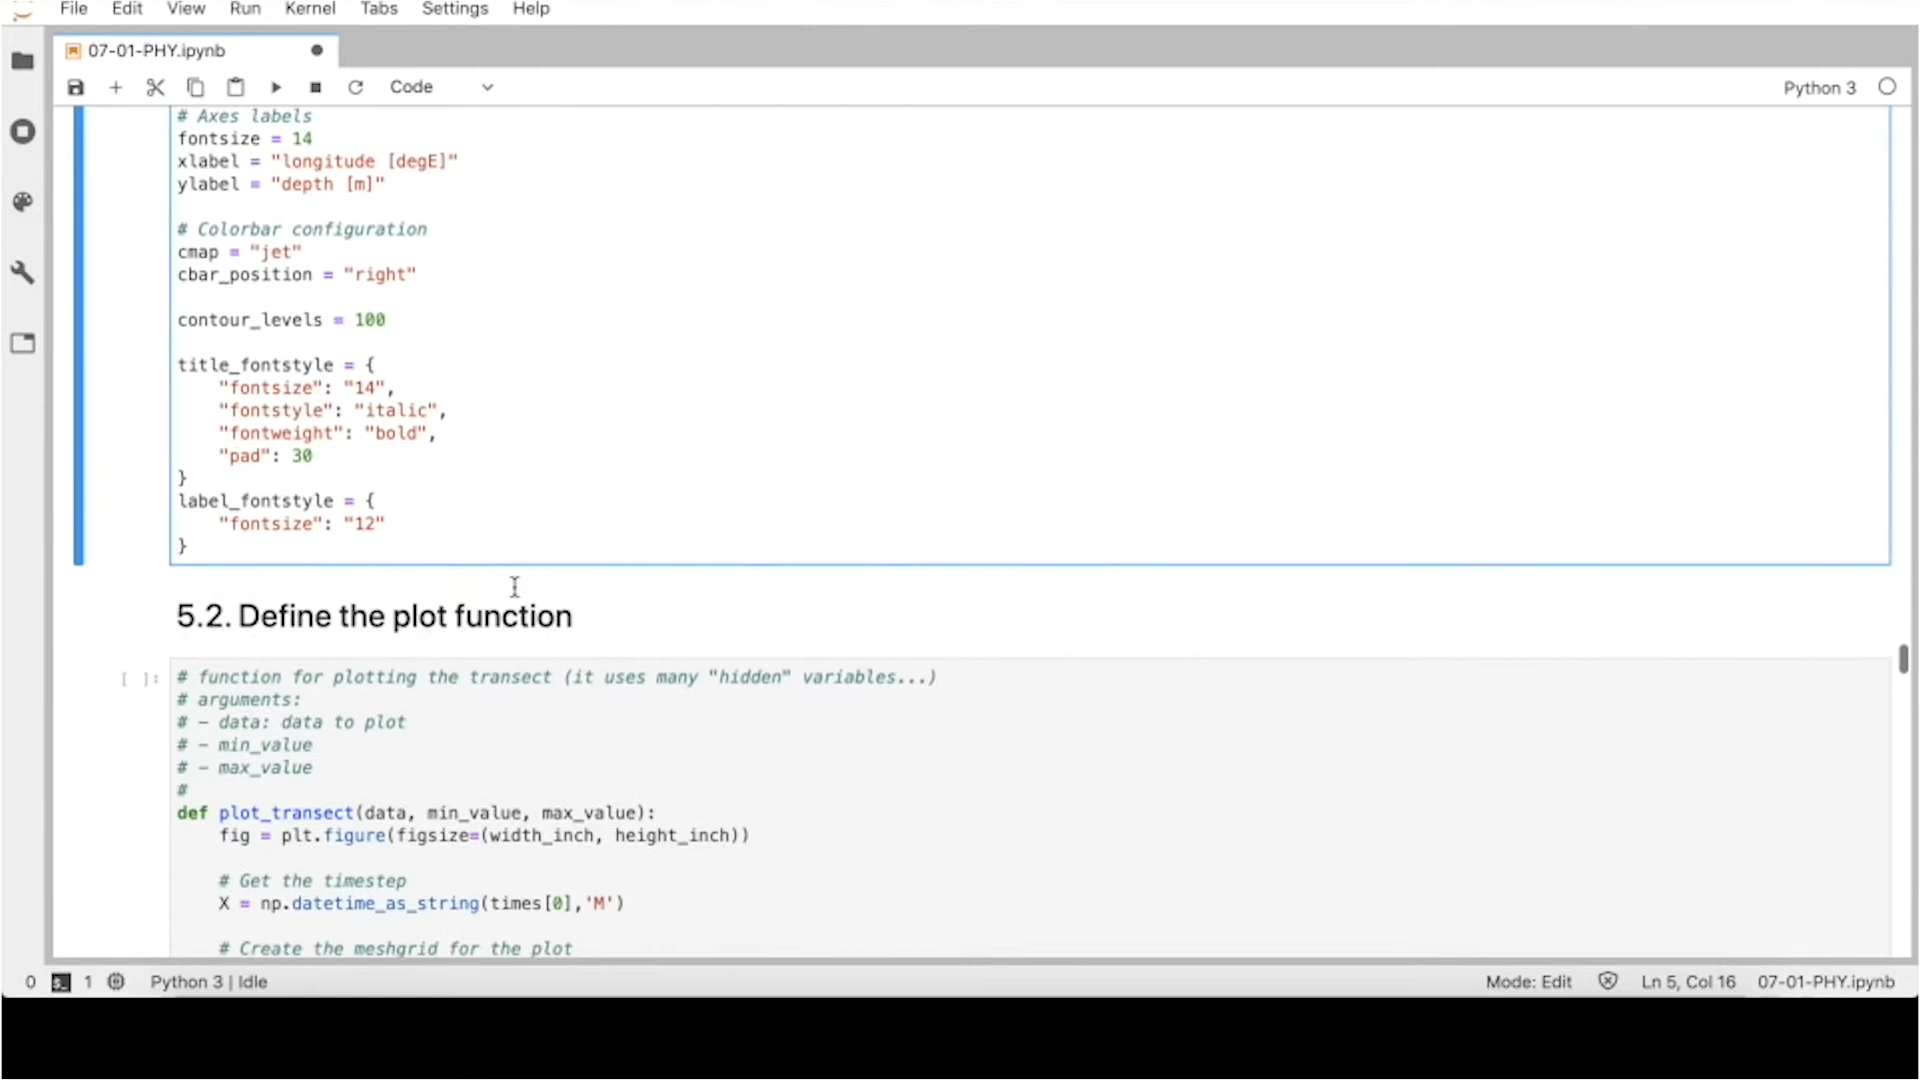 File Edit View Run Kernel Tabs Settings Help
07-01-PHY.ipynb
Code
Python 3
# Axes labels
fontsize = 14
xlabel = "longitude [degE]"
ylabel = "depth [m]"
# Colorbar configuration
cmap = "jet"
cbar_position = "right"
contour_levels = 100
title_fontstyle = {
    "fontsize": "14",
    "fontstyle": "italic",
    "fontweight": "bold",
    "pad": 30
}
label_fontstyle = {
    "fontsize": "12"
}
5.2. Define the plot function
[ ]:
# function for plotting the transect (it uses many "hidden" variables...)
# arguments:
# - data: data to plot
# - min_value
# - max_value
#
def plot_transect(data, min_value, max_value):
    fig = plt.figure(figsize=(width_inch, height_inch))
    # Get the timestep
    X = np.datetime_as_string(times[0],'M')
    # Create the meshgrid for the plot
0 1 Python 3 | Idle Mode: Edit Ln 5, Col 16 07-01-PHY.ipynb